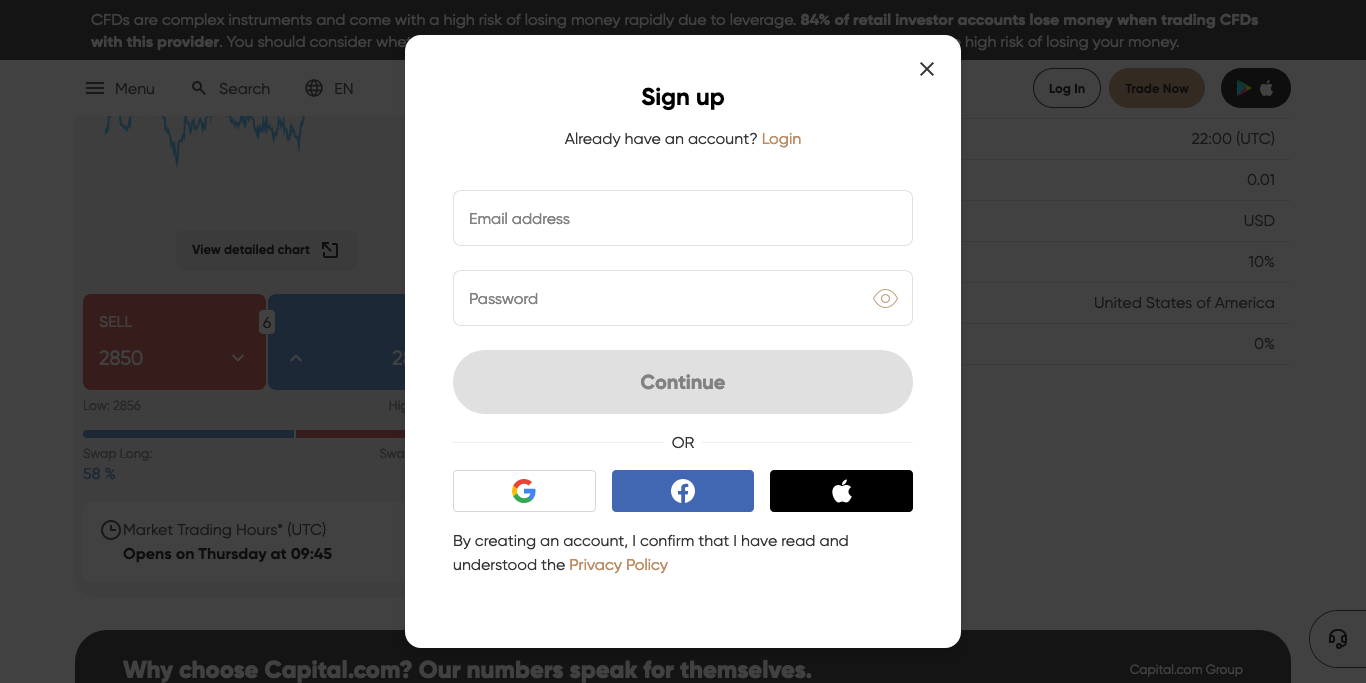 CFDs are complex instruments and come with a high risk of losing money rapidly due to leverage. 84% of retail investor accounts lose money when trading CFDs
with this provider. You should consider high risk of losing your money.
Menu Search EN Log In Trade Now
Sign up
Already have an account? Login
Email address
Password
Continue
OR
By creating an account, I confirm that I have read and
understood the Privacy Policy
View detailed chart
SELL
6
2850
Low: 2856
Swap Long:
58 %
Market Trading Hours* (UTC)
Opens on Thursday at 09:45
22:00 (UTC)
0.01
USD
10%
United States of America
0%
Why choose Capital.com? Our numbers speak for themselves.
Capital.com Group